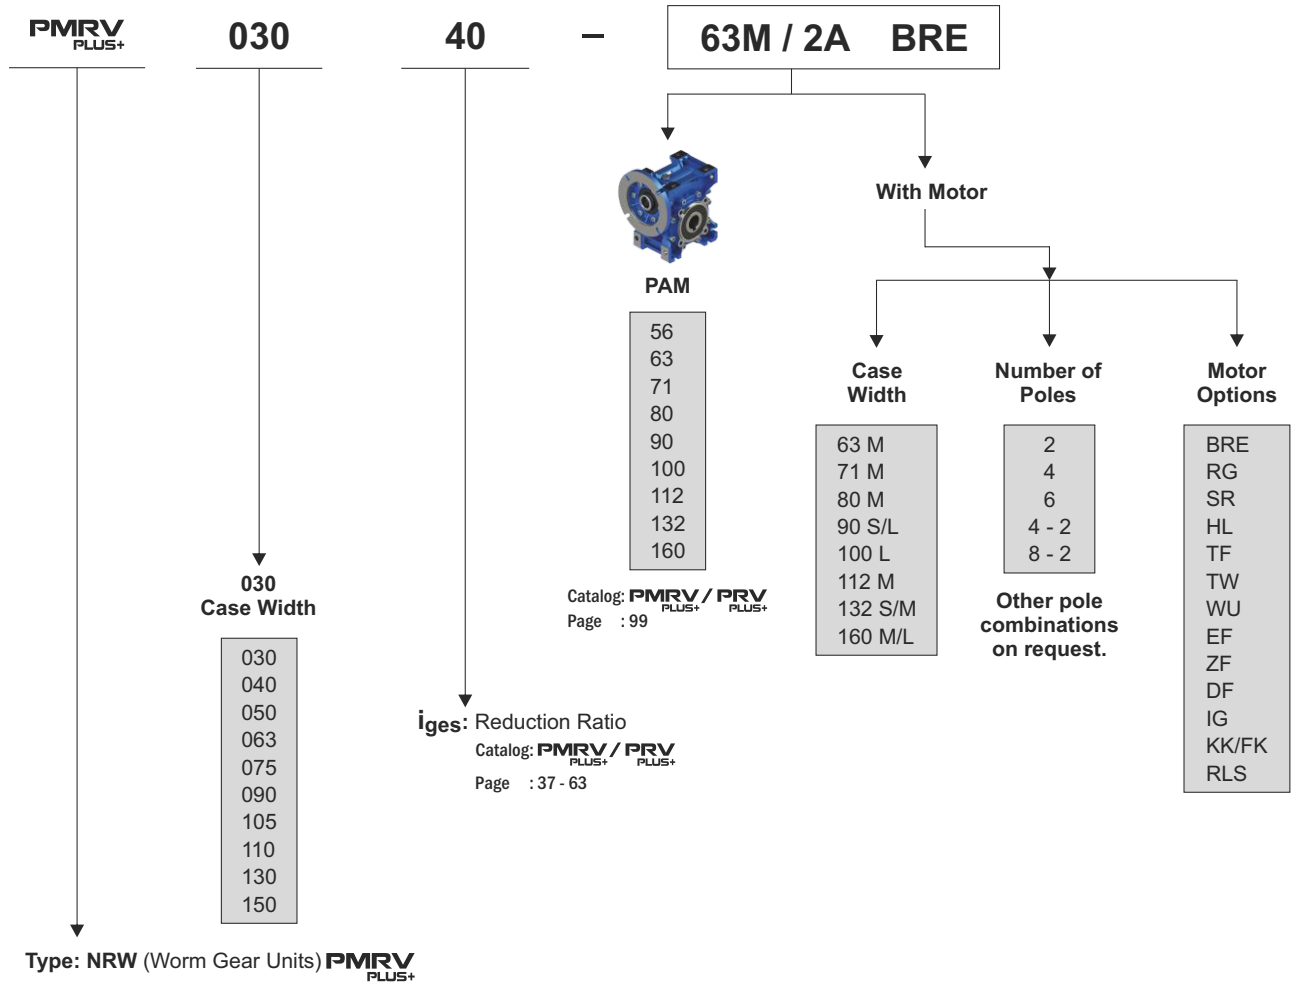 PMRV PLUS+ 030 40 – 63M / 2A BRE
With Motor
PAM
56
63
71
80
90
100
112
132
160
Catalog: PMRV PLUS+ / PRV PLUS+
Page : 99
Case
Width
63 M
71 M
80 M
90 S/L
100 L
112 M
132 S/M
160 M/L
Number of
Poles
2
4
6
4 - 2
8 - 2
Other pole
combinations
on request.
Motor
Options
BRE
RG
SR
HL
TF
TW
WU
EF
ZF
DF
IG
KK/FK
RLS
030
Case Width
030
040
050
063
075
090
105
110
130
150
iges: Reduction Ratio
Catalog: PMRV PLUS+ / PRV PLUS+
Page : 37 - 63
Type: NRW (Worm Gear Units) PMRV PLUS+